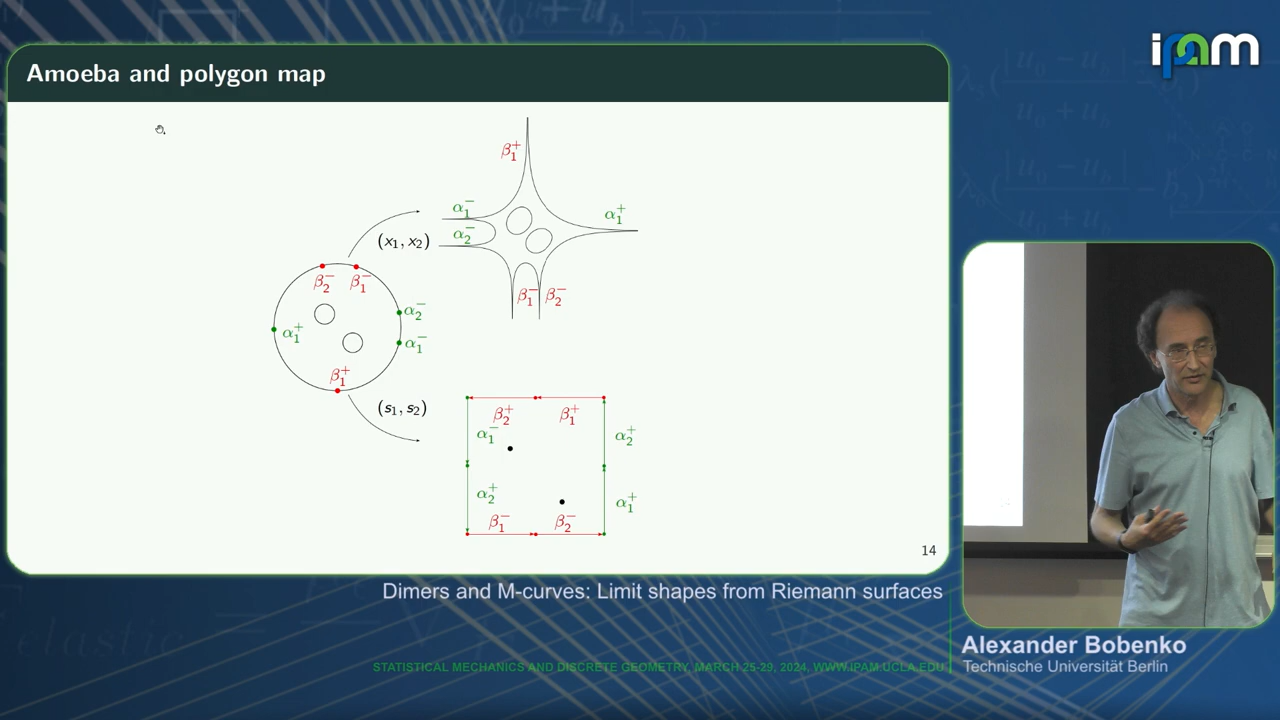 ipam
Amoeba and polygon map
β₁⁺
α₁⁻
α₁⁺
(x₁, x₂)
α₂⁻
β₂⁻ β₁⁻
α₂⁻
β₁⁻ β₂⁻
α₁⁺
α₁⁻
β₁⁺
(s₁, s₂)
β₂⁺ β₁⁺
α₁⁻
α₂⁺
α₂⁺
α₁⁺
β₁⁻ β₂⁻
14
Dimers and M-curves: Limit shapes from Riemann surfaces
Alexander Bobenko
Technische Universität Berlin
STATISTICAL MECHANICS AND DISCRETE GEOMETRY, MARCH 25-29, 2024, WWW.IPAM.UCLA.EDU